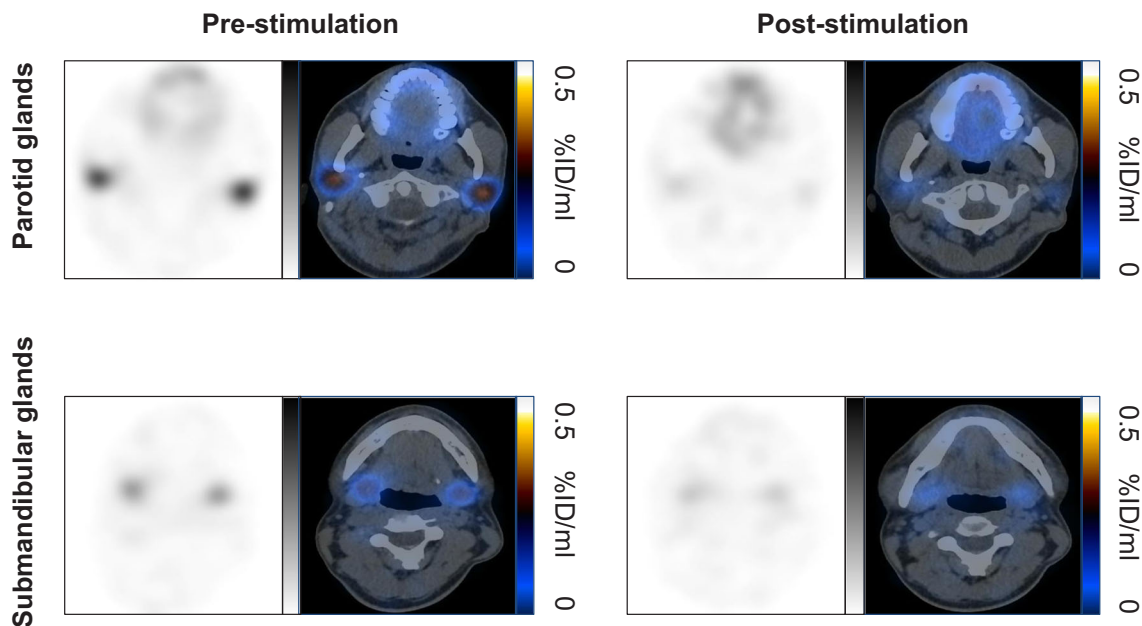 Pre-stimulation
Post-stimulation
Parotid glands
0.5
%ID/ml
0
0.5
%ID/ml
0
Submandibular glands
0.5
%ID/ml
0
0.5
%ID/ml
0